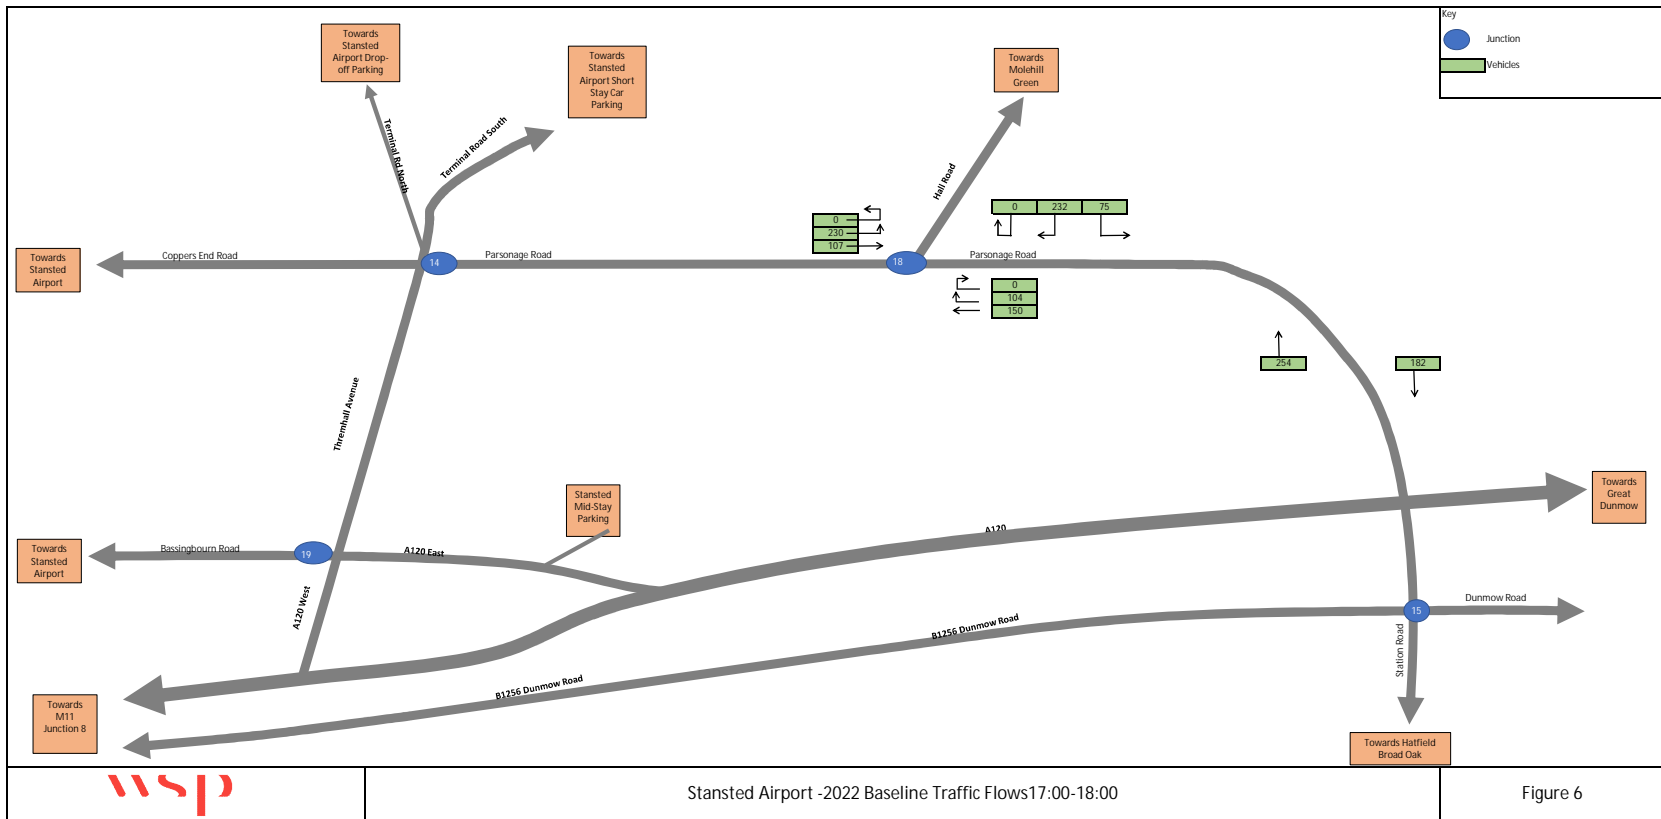 Key
Junction
Vehicles
Towards
Stansted
Airport Drop-
off Parking
Towards
Stansted
Airport Short
Stay Car
Parking
Towards
Molehill
Green
Terminal Rd North
Terminal Road South
Hall Road
0
230
107
0
232
75
Towards
Stansted
Airport
Coppers End Road
14
Parsonage Road
18
Parsonage Road
0
104
150
254
182
Thremhall Avenue
Stansted
Mid-Stay
Parking
Towards
Great
Dunmow
A120
Towards
Stansted
Airport
Bassingbourn Road
19
A120 East
A120 West
B1256 Dunmow Road
B1256 Dunmow Road
15
Dunmow Road
Station Road
Towards
M11
Junction 8
Towards Hatfield
Broad Oak
wsp
Stansted Airport -2022 Baseline Traffic Flows17:00-18:00
Figure 6